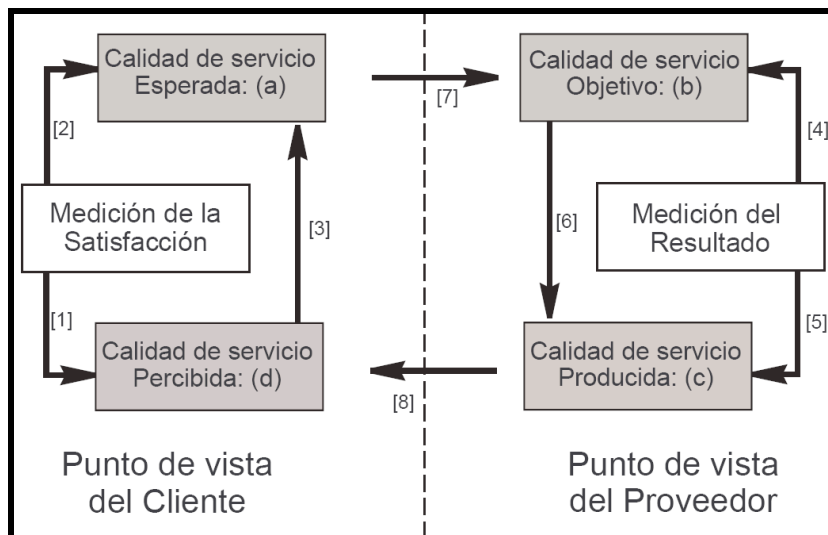 Calidad de servicio
Esperada: (a)
Calidad de servicio
Objetivo: (b)
[7]
[2]
[4]
Medición de la
Satisfacción
[3]
[6]
Medición del
Resultado
[1]
[5]
Calidad de servicio
Percibida: (d)
Calidad de servicio
Producida: (c)
[8]
Punto de vista
del Cliente
Punto de vista
del Proveedor